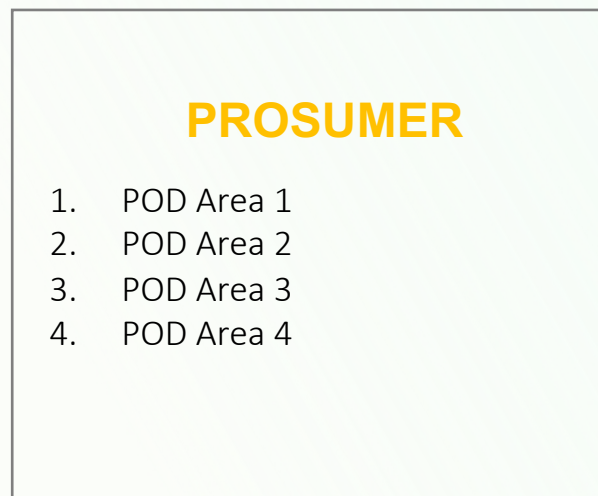 PROSUMER
1. POD Area 1
2. POD Area 2
3. POD Area 3
4. POD Area 4